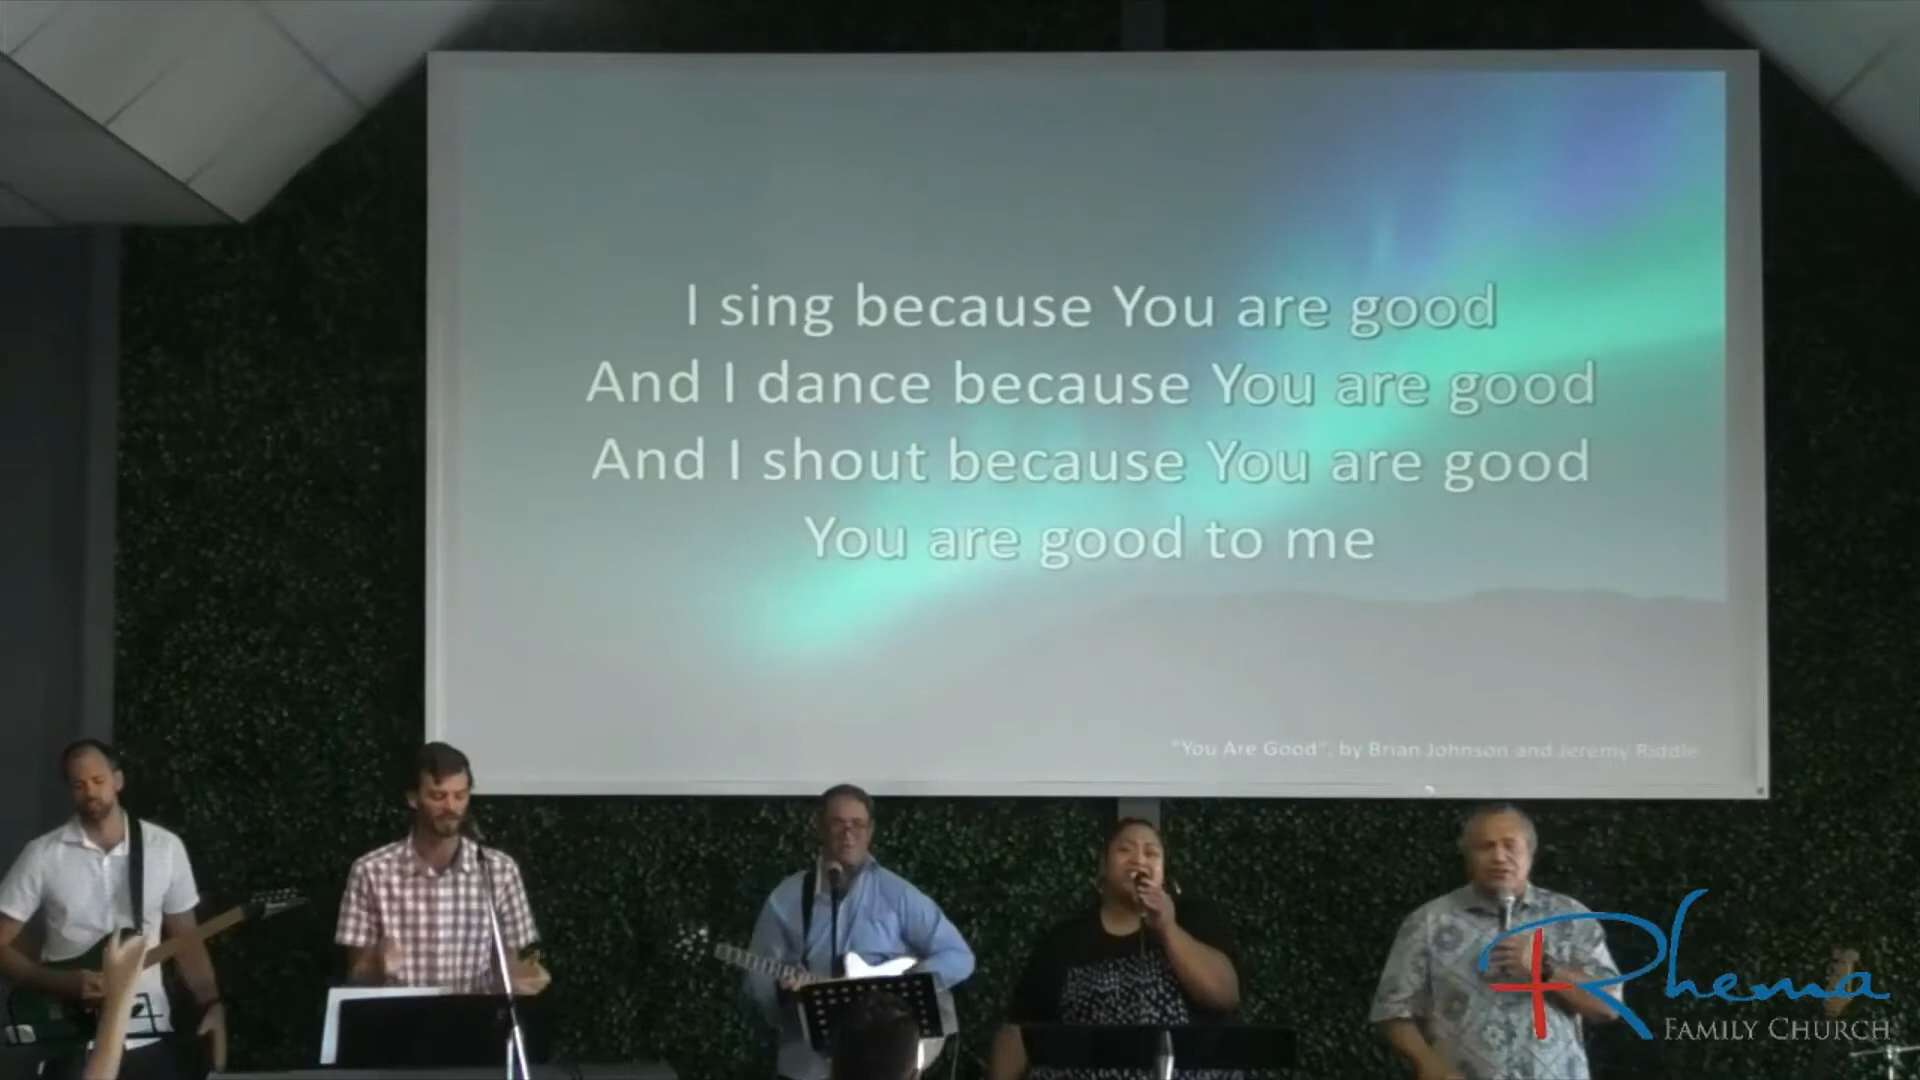 I sing because You are good
And I dance because You are good
And I shout because You are good
You are good to me
"You Are Good", by Brian Johnson and Jeremy Riddle
Rhema
FAMILY CHURCH